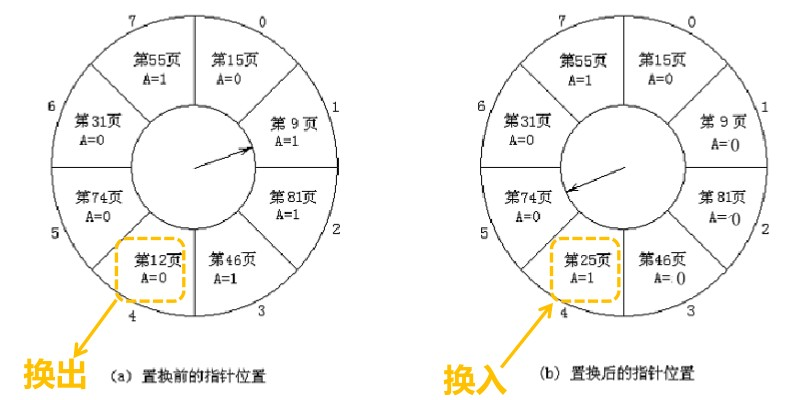 7
0
第55页
A=1
第15页
A=0
6
1
第31页
A=0
第 9 页
A=1
第74页
A=0
第81页
A=1
5
2
第12页
A=0
第46页
A=1
4
3
换出
(a) 置换前的指针位置
7
0
第55页
A=1
第15页
A=0
6
1
第31页
A=0
第 9 页
A=0
第74页
A=0
第81页
A=0
5
2
第25页
A=1
第46页
A=0
4
3
换入
(b) 置换后的指针位置